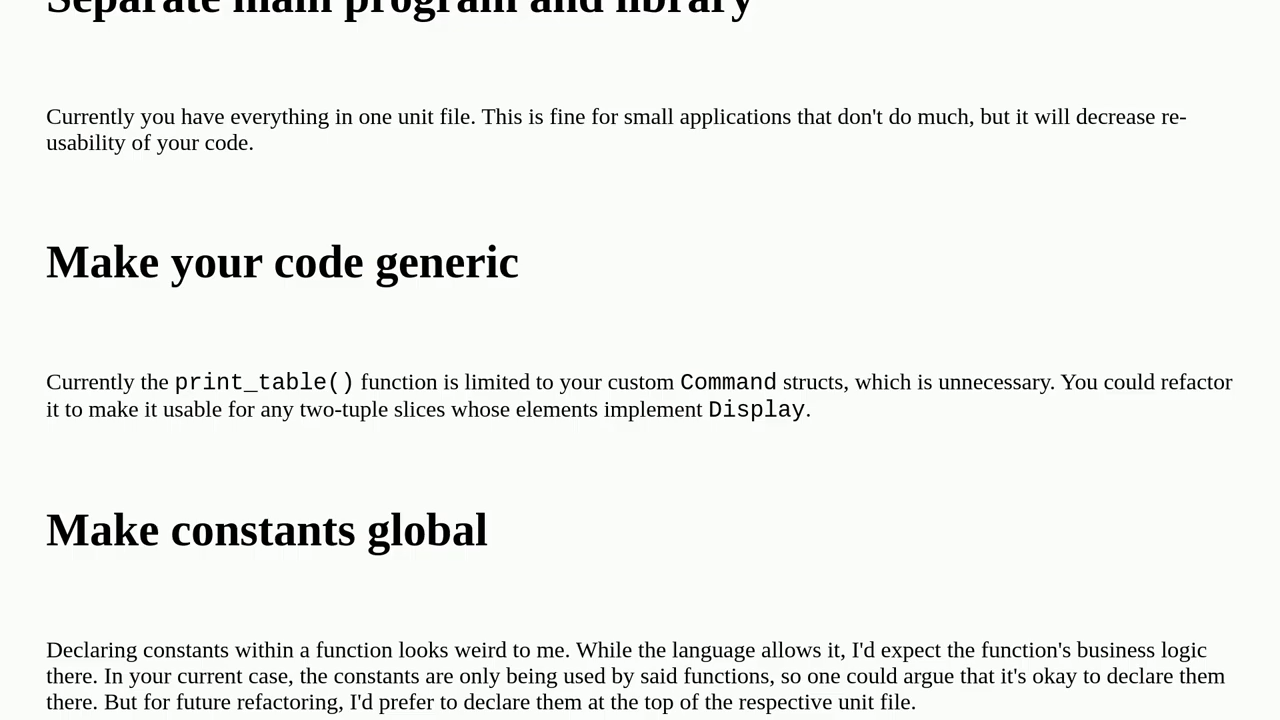 Separate main program and library
Currently you have everything in one unit file. This is fine for small applications that don't do much, but it will decrease re-
usability of your code.
Make your code generic
Currently the print_table() function is limited to your custom Command structs, which is unnecessary. You could refactor
it to make it usable for any two-tuple slices whose elements implement Display.
Make constants global
Declaring constants within a function looks weird to me. While the language allows it, I'd expect the function's business logic
there. In your current case, the constants are only being used by said functions, so one could argue that it's okay to declare them
there. But for future refactoring, I'd prefer to declare them at the top of the respective unit file.